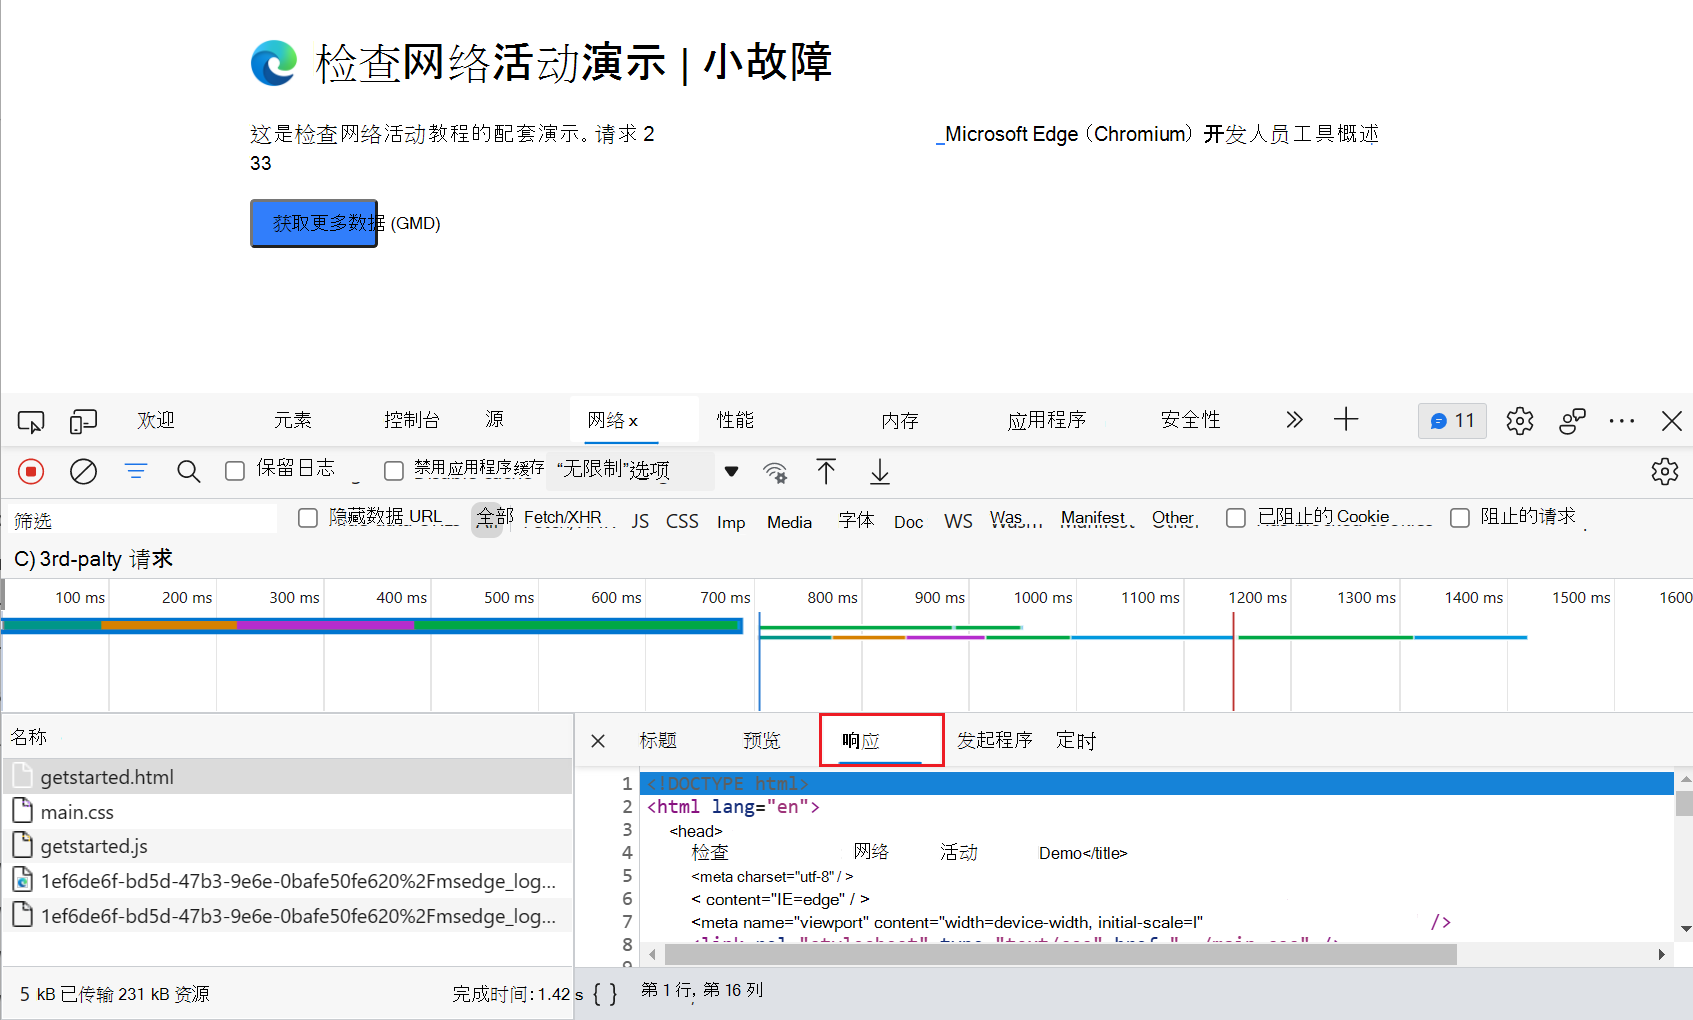 检查网络活动演示 | 小故障
这是检查网络活动教程的配套演示。请求 2
33
_Microsoft Edge（Chromium）开发人员工具概述
获取更多数据 (GMD)
欢迎 元素 控制台 源 网络 x 性能 内存 应用程序 安全性 11
保留日志 禁用应用程序缓存 “无限制”选项
筛选 隐藏数据 URL 全部 Fetch/XHR JS CSS Imp Media 字体 Doc WS Was Manifest Other 已阻止的 Cookie 阻止的请求
C) 3rd-palty 请求
100 ms 200 ms 300 ms 400 ms 500 ms 600 ms 700 ms 800 ms 900 ms 1000 ms 1100 ms 1200 ms 1300 ms 1400 ms 1500 ms 1600
名称
getstarted.html
main.css
getstarted.js
1ef6de6f-bd5d-47b3-9e6e-0bafe50fe620%2Fmsedge_log...
1ef6de6f-bd5d-47b3-9e6e-0bafe50fe620%2Fmsedge_log...
5 kB 已传输 231 kB 资源 完成时间：1.42 s
标题 预览 响应 发起程序 定时
1 <!DOCTYPE html>
2 <html lang="en">
3 <head>
4 检查 网络 活动 Demo</title>
5 <meta charset="utf-8" / >
6 < content="IE=edge" / >
7 <meta name="viewport" content="width=device-width, initial-scale=l" />
8
9
{ } 第 1 行, 第 16 列